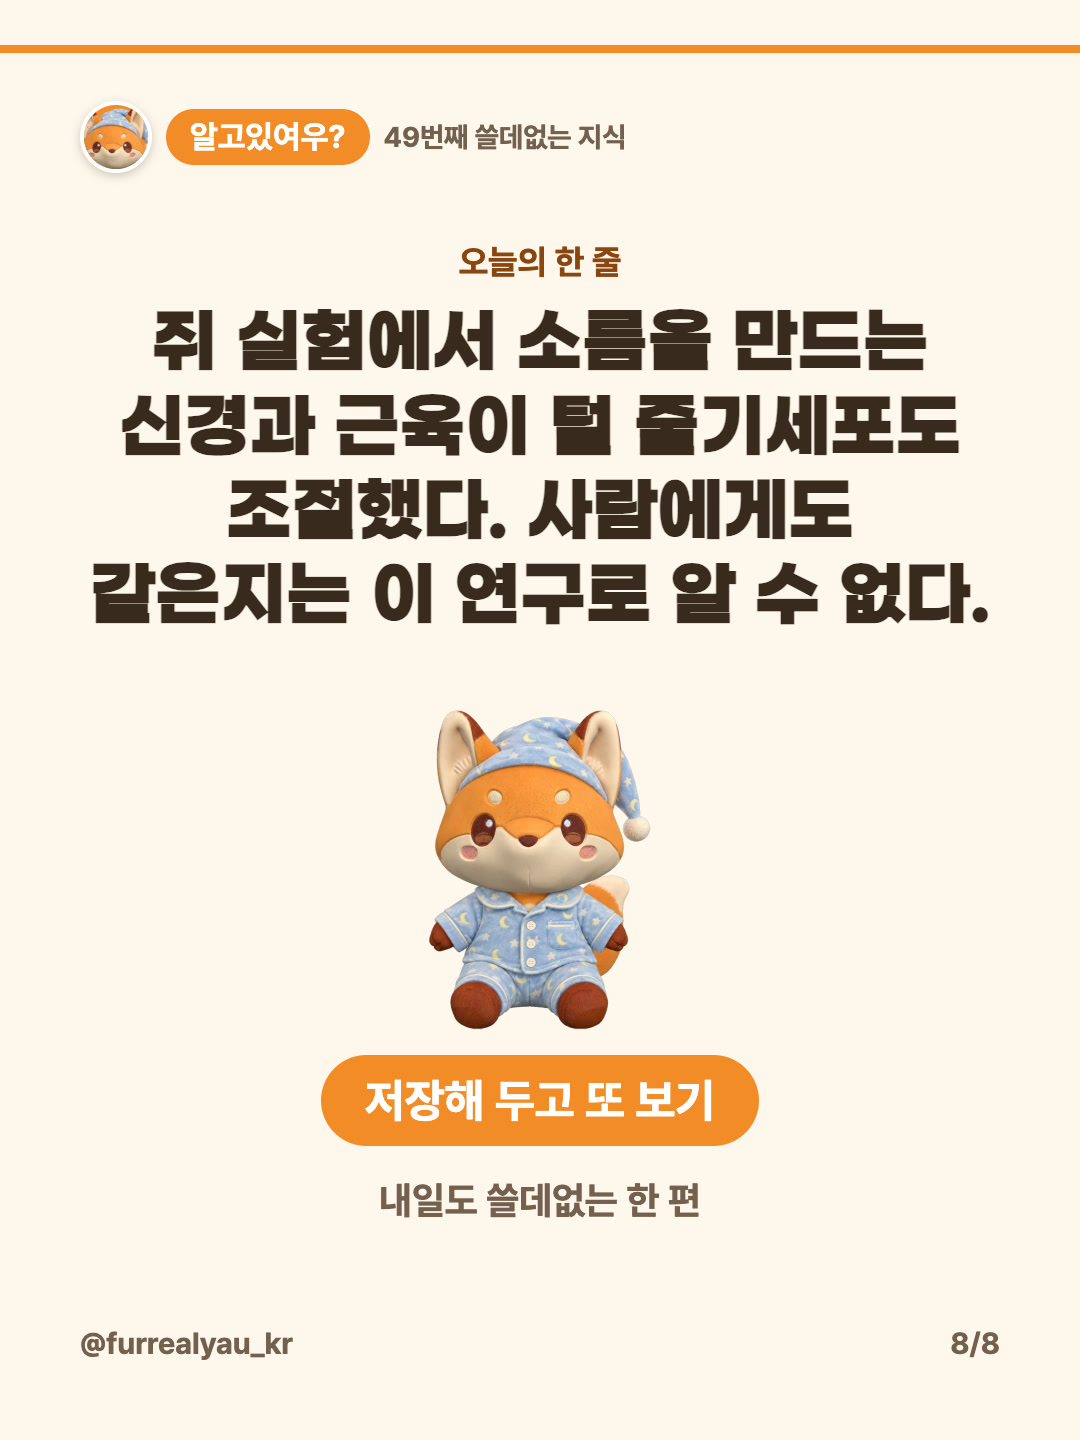 알고있여우? 49번째 쓸데없는 지식
오늘의 한 줄
쥐 실험에서 소름을 만드는
신경과 근육이 털 줄기세포도
조절했다. 사람에게도
같은지는 이 연구로 알 수 없다.
저장해 두고 또 보기
내일도 쓸데없는 한 편
@furrealyau_kr 8/8